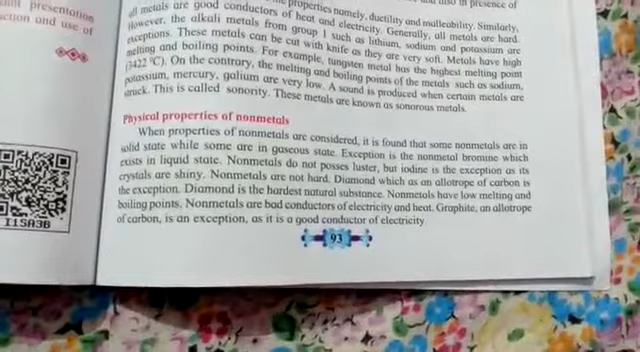 presentation
and use of
I1SA3B
properties namely, ductility and malleability. Similarly,
all metals are good conductors of heat and electricity. Generally, all metals are hard.
However, the alkali metals from group 1 such as lithium, sodium and potassium are
exceptions. These metals can be cut with knife as they are very soft. Metals have high
melting and boiling points. For example, tungsten metal has the highest melting point
(3422 °C). On the contrary, the melting and boiling points of the metals such as sodium,
potassium, mercury, galium are very low. A sound is produced when certain metals are
struck. This is called sonority. These metals are known as sonorous metals.
Physical properties of nonmetals
When properties of nonmetals are considered, it is found that some nonmetals are in
solid state while some are in gaseous state. Exception is the nonmetal bromine which
exists in liquid state. Nonmetals do not posses luster, but iodine is the exception as its
crystals are shiny. Nonmetals are not hard. Diamond which as an allotrope of carbon is
the exception. Diamond is the hardest natural substance. Nonmetals have low melting and
boiling points. Nonmetals are bad conductors of electricity and heat. Graphite, an allotrope
of carbon, is an exception, as it is a good conductor of electricity
93